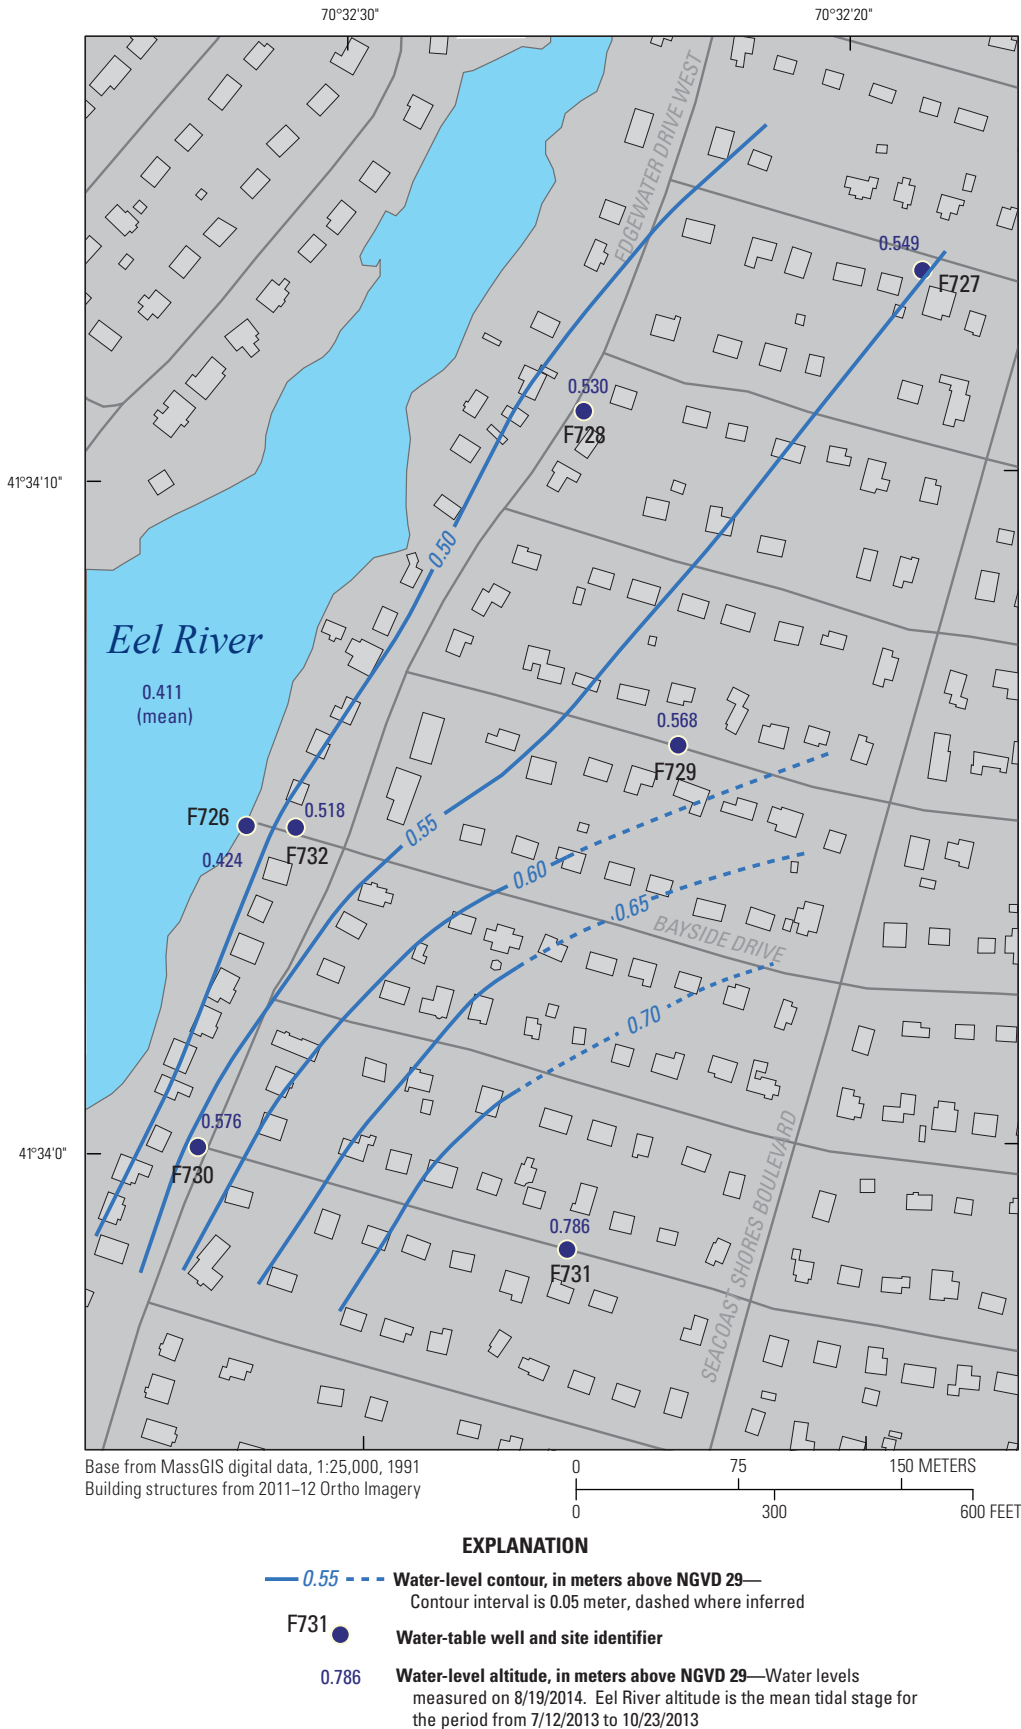 70°32'30"
70°32'20"
EDGEWATER DRIVE WEST
0.549
F727
0.530
F728
41°34'10"
0.50
Eel River
0.411
(mean)
0.568
F729
F726
0.518
0.424
F732
0.55
0.60
0.65
BAYSIDE DRIVE
0.70
0.576
41°34'0"
F730
SEACOAST SHORES BOULEVARD
0.786
F731
Base from MassGIS digital data, 1:25,000, 1991
Building structures from 2011–12 Ortho Imagery
0 75 150 METERS
0 300 600 FEET
EXPLANATION
0.55 Water-level contour, in meters above NGVD 29—
Contour interval is 0.05 meter, dashed where inferred
F731 Water-table well and site identifier
0.786 Water-level altitude, in meters above NGVD 29—Water levels
measured on 8/19/2014. Eel River altitude is the mean tidal stage for
the period from 7/12/2013 to 10/23/2013